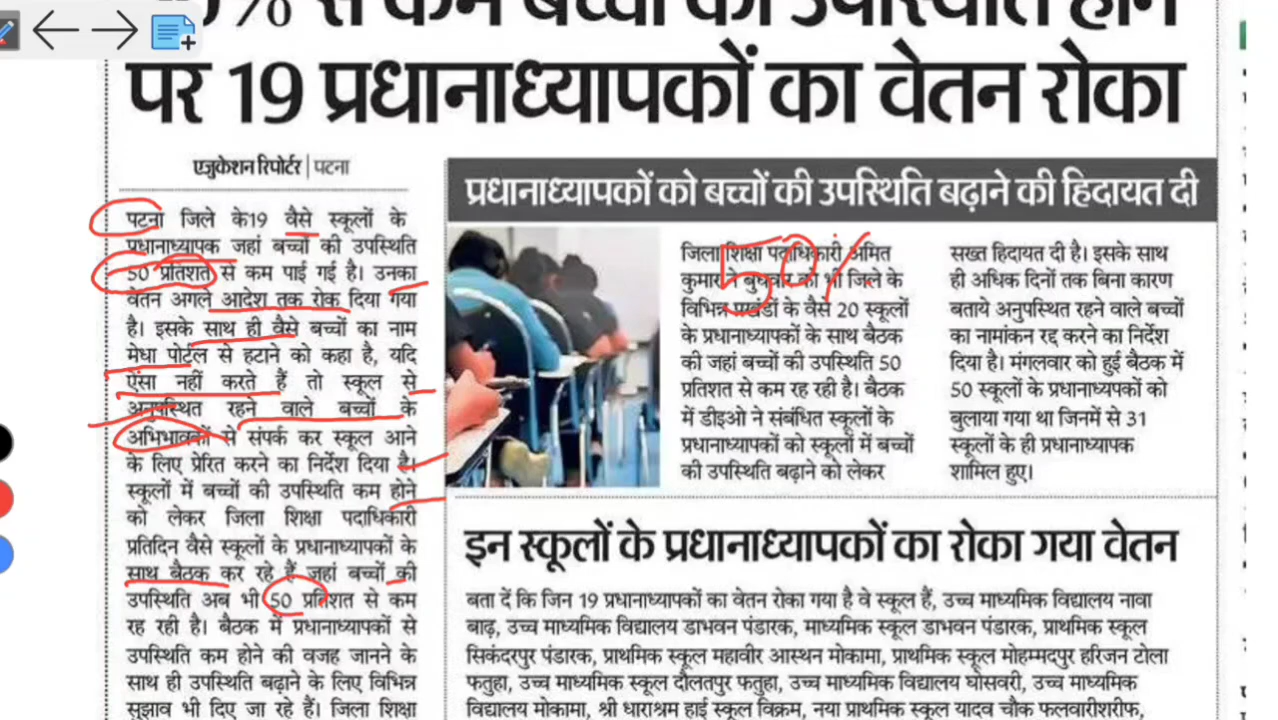 % से कम बच्चों की उपस्थिति होने
पर 19 प्रधानाध्यापकों का वेतन रोका
एजुकेशन रिपोर्टर | पटना
पटना जिले के19 वैसे स्कूलों के
प्रधानाध्यापक जहां बच्चों की उपस्थिति
50 प्रतिशत से कम पाई गई है। उनका
वेतन अगले आदेश तक रोक दिया गया
है। इसके साथ ही वैसे बच्चों का नाम
मेधा पोर्टल से हटाने को कहा है, यदि
ऐसा नहीं करते हैं तो स्कूल से
अनुपस्थित रहने वाले बच्चों के
अभिभावकों से संपर्क कर स्कूल आने
के लिए प्रेरित करने का निर्देश दिया है।
स्कूलों में बच्चों की उपस्थिति कम होने
को लेकर जिला शिक्षा पदाधिकारी
प्रतिदिन वैसे स्कूलों के प्रधानाध्यापकों के
साथ बैठक कर रहे हैं जहां बच्चों की
उपस्थिति अब भी 50 प्रतिशत से कम
रह रही है। बैठक में प्रधानाध्यापकों से
उपस्थिति कम होने की वजह जानने के
साथ ही उपस्थिति बढ़ाने के लिए विभिन्न
सुझाव भी दिए जा रहे हैं। जिला शिक्षा
प्रधानाध्यापकों को बच्चों की उपस्थिति बढ़ाने की हिदायत दी
50%
जिला शिक्षा पदाधिकारी अमित
कुमार ने बुधवार को भी जिले के
विभिन्न प्रखंडों के वैसे 20 स्कूलों
के प्रधानाध्यापकों के साथ बैठक
की जहां बच्चों की उपस्थिति 50
प्रतिशत से कम रह रही है। बैठक
में डीइओ ने संबंधित स्कूलों के
प्रधानाध्यापकों को स्कूलों में बच्चों
की उपस्थिति बढ़ाने को लेकर
सख्त हिदायत दी है। इसके साथ
ही अधिक दिनों तक बिना कारण
बताये अनुपस्थित रहने वाले बच्चों
का नामांकन रद्द करने का निर्देश
दिया है। मंगलवार को हुई बैठक में
50 स्कूलों के प्रधानाध्यपकों को
बुलाया गया था जिनमें से 31
स्कूलों के ही प्रधानाध्यापक
शामिल हुए।
इन स्कूलों के प्रधानाध्यापकों का रोका गया वेतन
बता दें कि जिन 19 प्रधानाध्यापकों का वेतन रोका गया है वे स्कूल हैं, उच्च माध्यमिक विद्यालय नावा
बाढ़, उच्च माध्यमिक विद्यालय डाभवन पंडारक, माध्यमिक स्कूल डाभवन पंडारक, प्राथमिक स्कूल
सिकंदरपुर पंडारक, प्राथमिक स्कूल महावीर आस्थन मोकामा, प्राथमिक स्कूल मोहम्मदपुर हरिजन टोला
फतुहा, उच्च माध्यमिक स्कूल दौलतपुर फतुहा, उच्च माध्यमिक विद्यालय घोसवरी, उच्च माध्यमिक
विद्यालय मोकामा, श्री धाराश्रम हाई स्कूल विक्रम, नया प्राथमिक स्कूल यादव चौक फलवारीशरीफ,